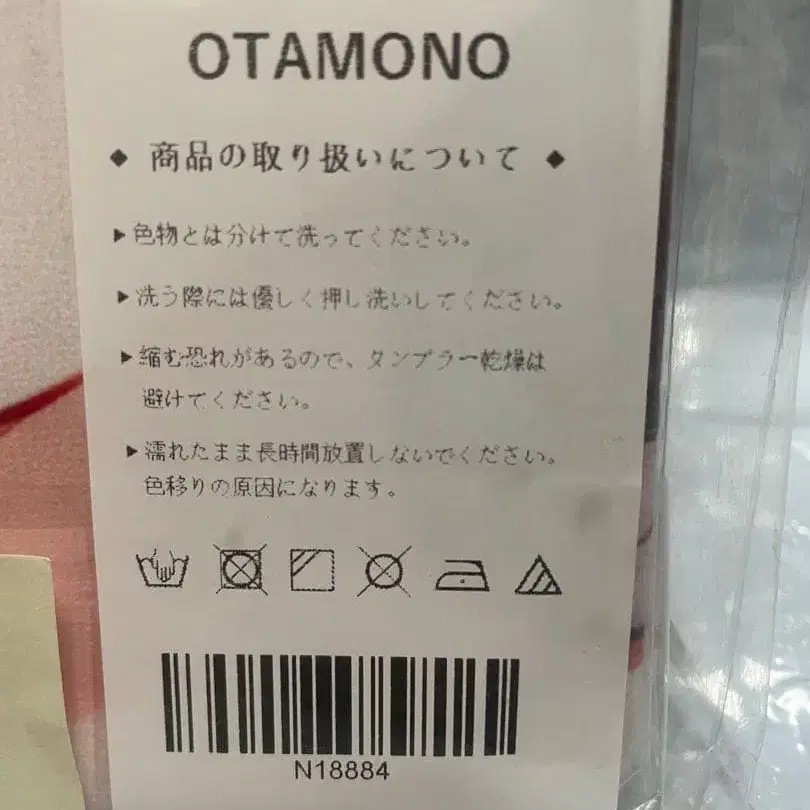 OTAMONO
◆ 商品の取り扱いについて ◆
▶色物とは分けて洗ってください。
▶洗う際には優しく押し洗いしてください。
▶縮む恐れがあるので、タンブラー乾燥は
避けてください。
▶濡れたまま長時間放置しないでください。
色移りの原因になります。
N18884